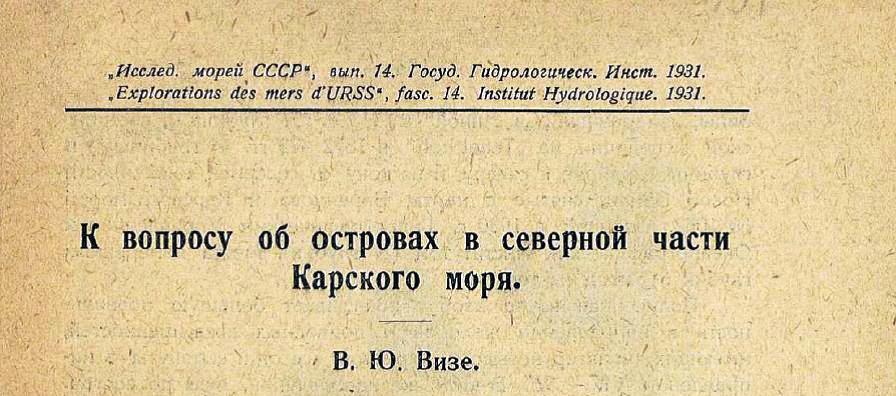 „Исслед. морей СССР“, вып. 14. Госуд. Гидрологическ. Инст. 1931.
„Explorations des mers d'URSS“, fasc. 14. Institut Hydrologique. 1931.
К вопросу об островах в северной части
Карского моря.
В. Ю. Визе.